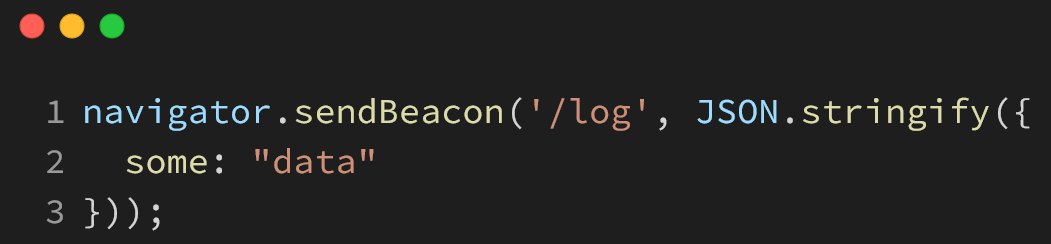 1 navigator.sendBeacon('/log', JSON.stringify({
2   some: "data"
3 }));